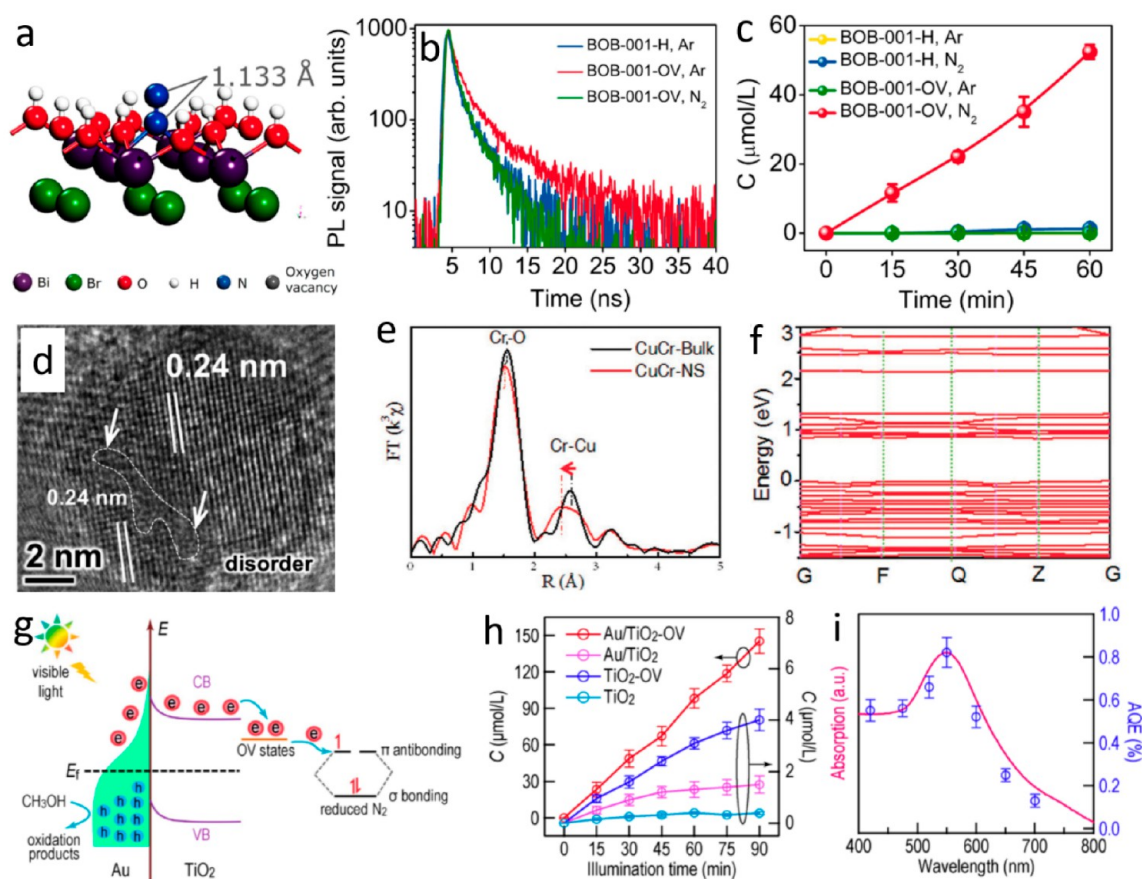 a
1.133 Å
Bi Br O H N Oxygen
vacancy
b
PL signal (arb. units)
1000
100
10
BOB-001-H, Ar
BOB-001-OV, Ar
BOB-001-OV, N₂
5 10 15 20 25 30 35 40
Time (ns)
c
C (μmol/L)
60
40
20
0
BOB-001-H, Ar
BOB-001-H, N₂
BOB-001-OV, Ar
BOB-001-OV, N₂
0 15 30 45 60
Time (min)
d
0.24 nm
0.24 nm
2 nm
disorder
e
FT (k³χ)
Cr-O
CuCr-Bulk
CuCr-NS
Cr-Cu
0 1 2 3 4 5
R (Å)
f
Energy (eV)
3
2
1
0
-1
G F Q Z G
g
E
visible
light
CB
e e e e e e e e
OV states
π antibonding
E_f
CH₃OH
oxidation
products
h h h h h h h h
reduced N₂
σ bonding
VB
Au TiO₂
h
C (μmol/L)
150
120
90
60
30
0
Au/TiO₂-OV
Au/TiO₂
TiO₂-OV
TiO₂
8
6
4
2
0
C (μmol/L)
0 15 30 45 60 75 90
Illumination time (min)
i
Absorption (a.u.)
1.0
0.8
0.6
0.4
0.2
0.0
AQE (%)
400 500 600 700 800
Wavelength (nm)